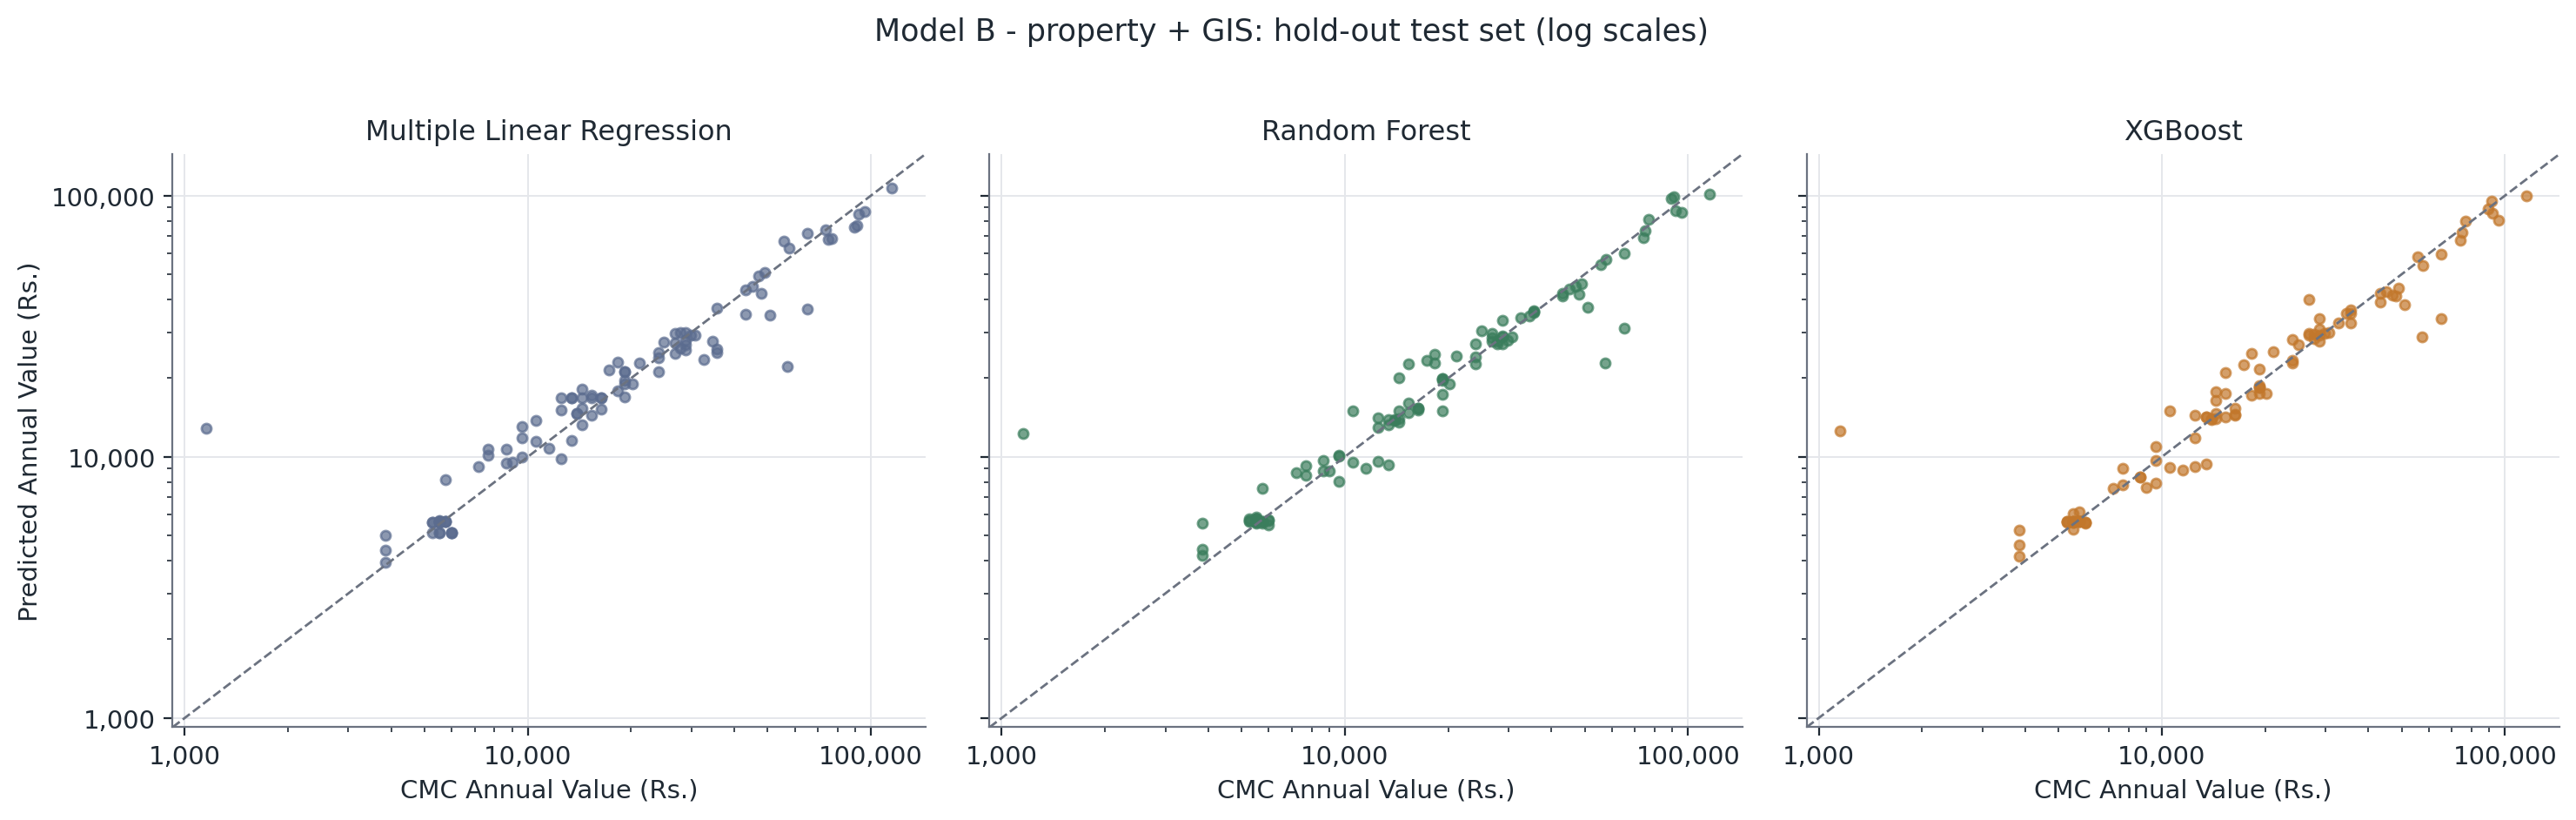 Model B - property + GIS: hold-out test set (log scales)
Multiple Linear Regression
Random Forest
XGBoost
Predicted Annual Value (Rs.)
100,000
10,000
1,000
1,000 10,000 100,000
1,000 10,000 100,000
1,000 10,000 100,000
CMC Annual Value (Rs.)
CMC Annual Value (Rs.)
CMC Annual Value (Rs.)